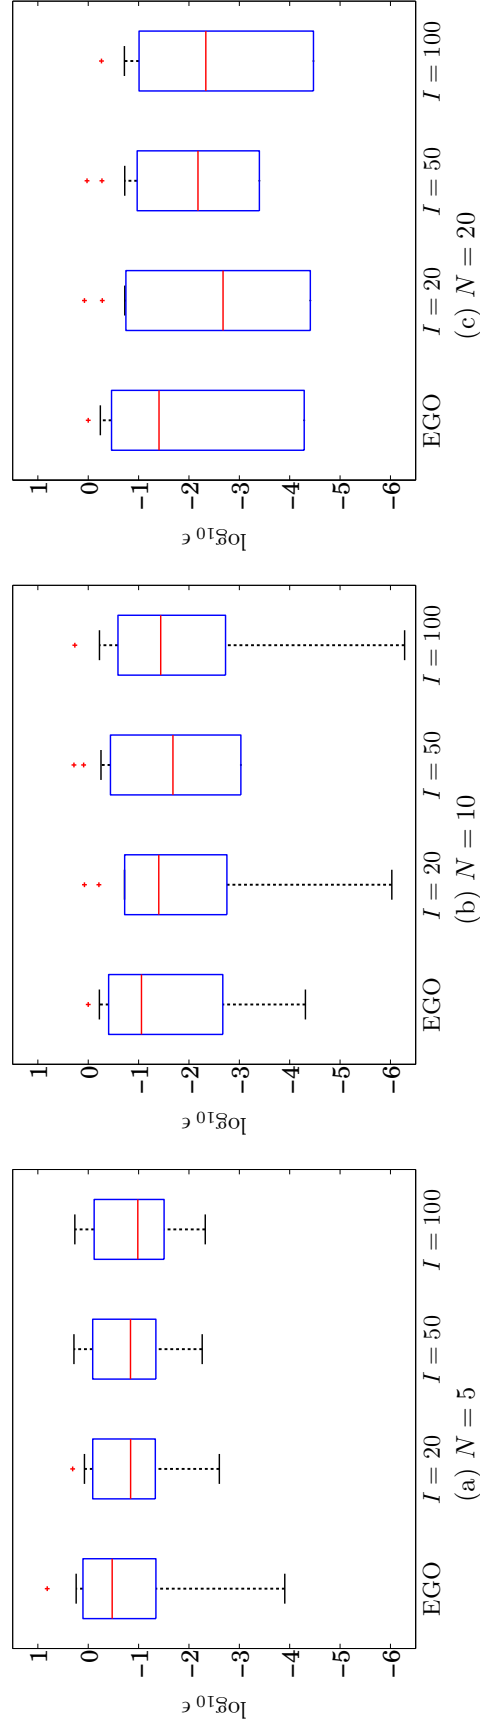 1
0
−1
−2
−3
−4
−5
−6
log₁₀ ϵ
EGO
I = 20
I = 50
I = 100
(a) N = 5
1
0
−1
−2
−3
−4
−5
−6
log₁₀ ϵ
EGO
I = 20
I = 50
I = 100
(b) N = 10
1
0
−1
−2
−3
−4
−5
−6
log₁₀ ϵ
EGO
I = 20
I = 50
I = 100
(c) N = 20